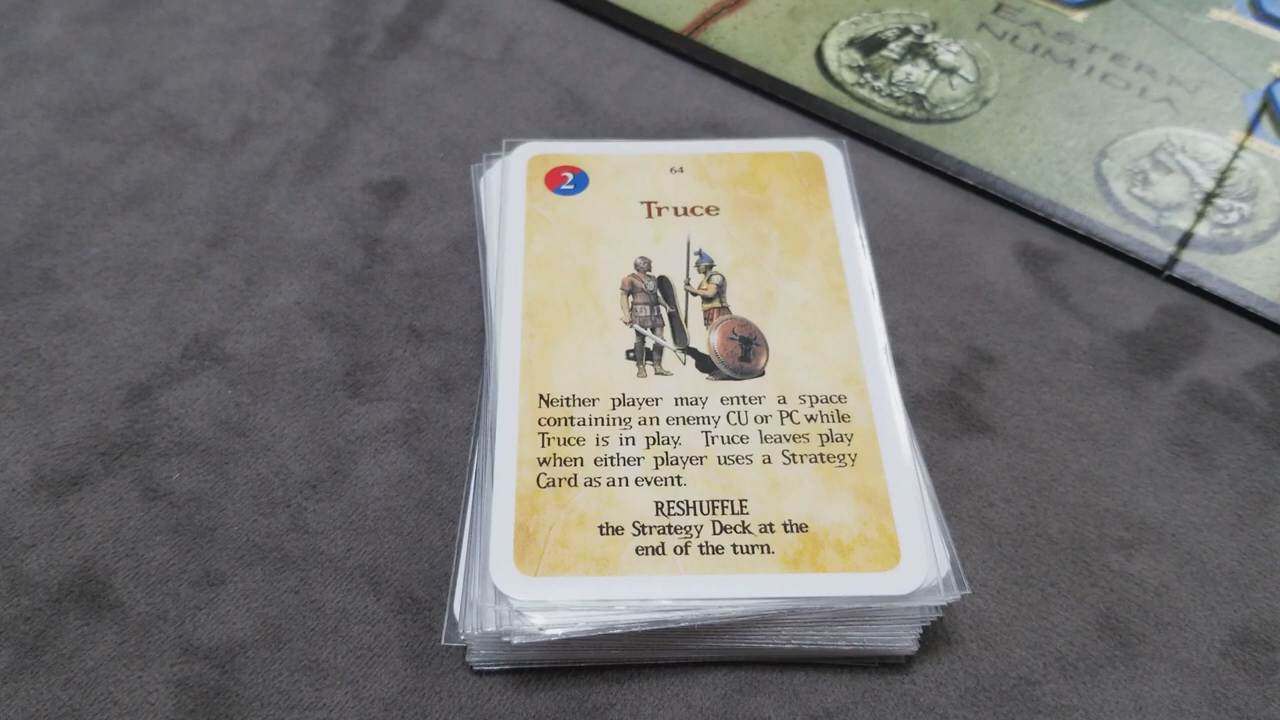 EASTERN
NUMIDIA
2
64
Truce
Neither player may enter a space
containing an enemy CU or PC while
Truce is in play. Truce leaves play
when either player uses a Strategy
Card as an event.
RESHUFFLE
the Strategy Deck at the
end of the turn.